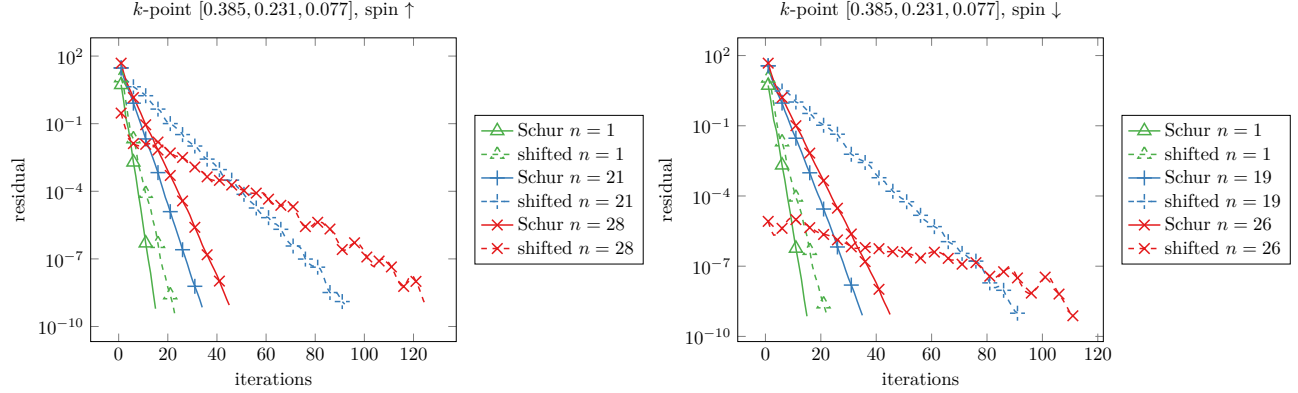 k-point [0.385, 0.231, 0.077], spin ↑
10^2
10^−1
10^−4
10^−7
10^−10
residual
0 20 40 60 80 100 120
iterations
Schur n = 1
shifted n = 1
Schur n = 21
shifted n = 21
Schur n = 28
shifted n = 28
k-point [0.385, 0.231, 0.077], spin ↓
10^2
10^−1
10^−4
10^−7
10^−10
residual
0 20 40 60 80 100 120
iterations
Schur n = 1
shifted n = 1
Schur n = 19
shifted n = 19
Schur n = 26
shifted n = 26